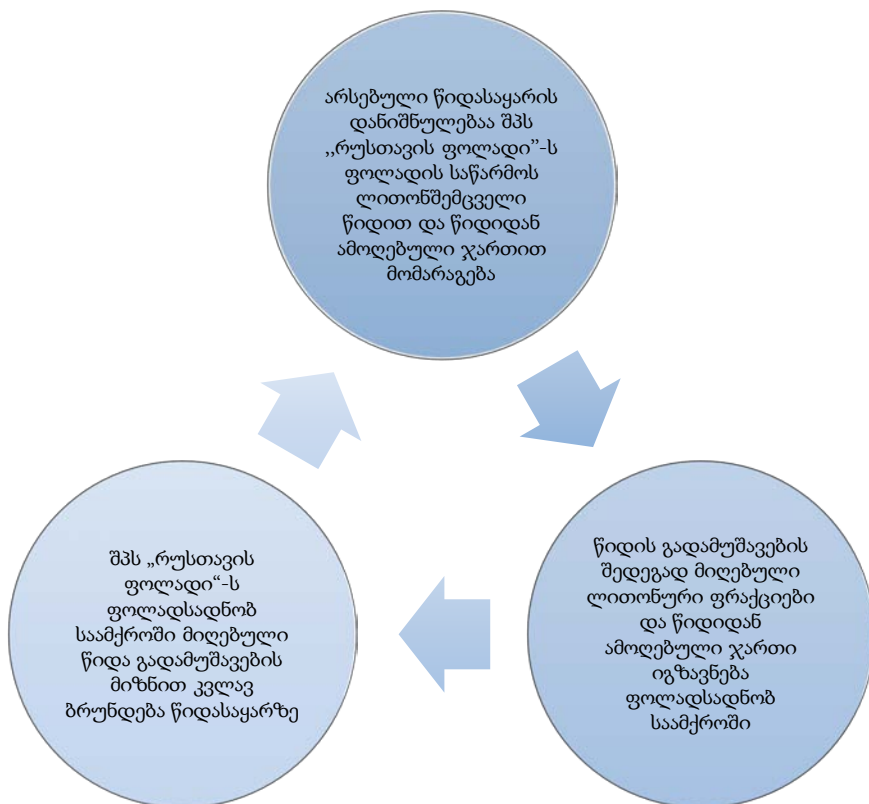 არსებული წიდასაყარის
დანიშნულებაა შპს
,,რუსთავის ფოლადი”-ს
ფოლადის საწარმოს
ლითონშემცველი
წიდით და წიდიდან
ამოღებული ჯართით
მომარაგება
წიდის გადამუშავების
შედეგად მიღებული
ლითონური ფრაქციები
და წიდიდან
ამოღებული ჯართი
იგზავნება
ფოლადსადნობ
საამქროში
შპს „რუსთავის
ფოლადი“-ს
ფოლადსადნობ
საამქროში მიღებული
წიდა გადამუშავების
მიზნით კვლავ
ბრუნდება წიდასაყარზე